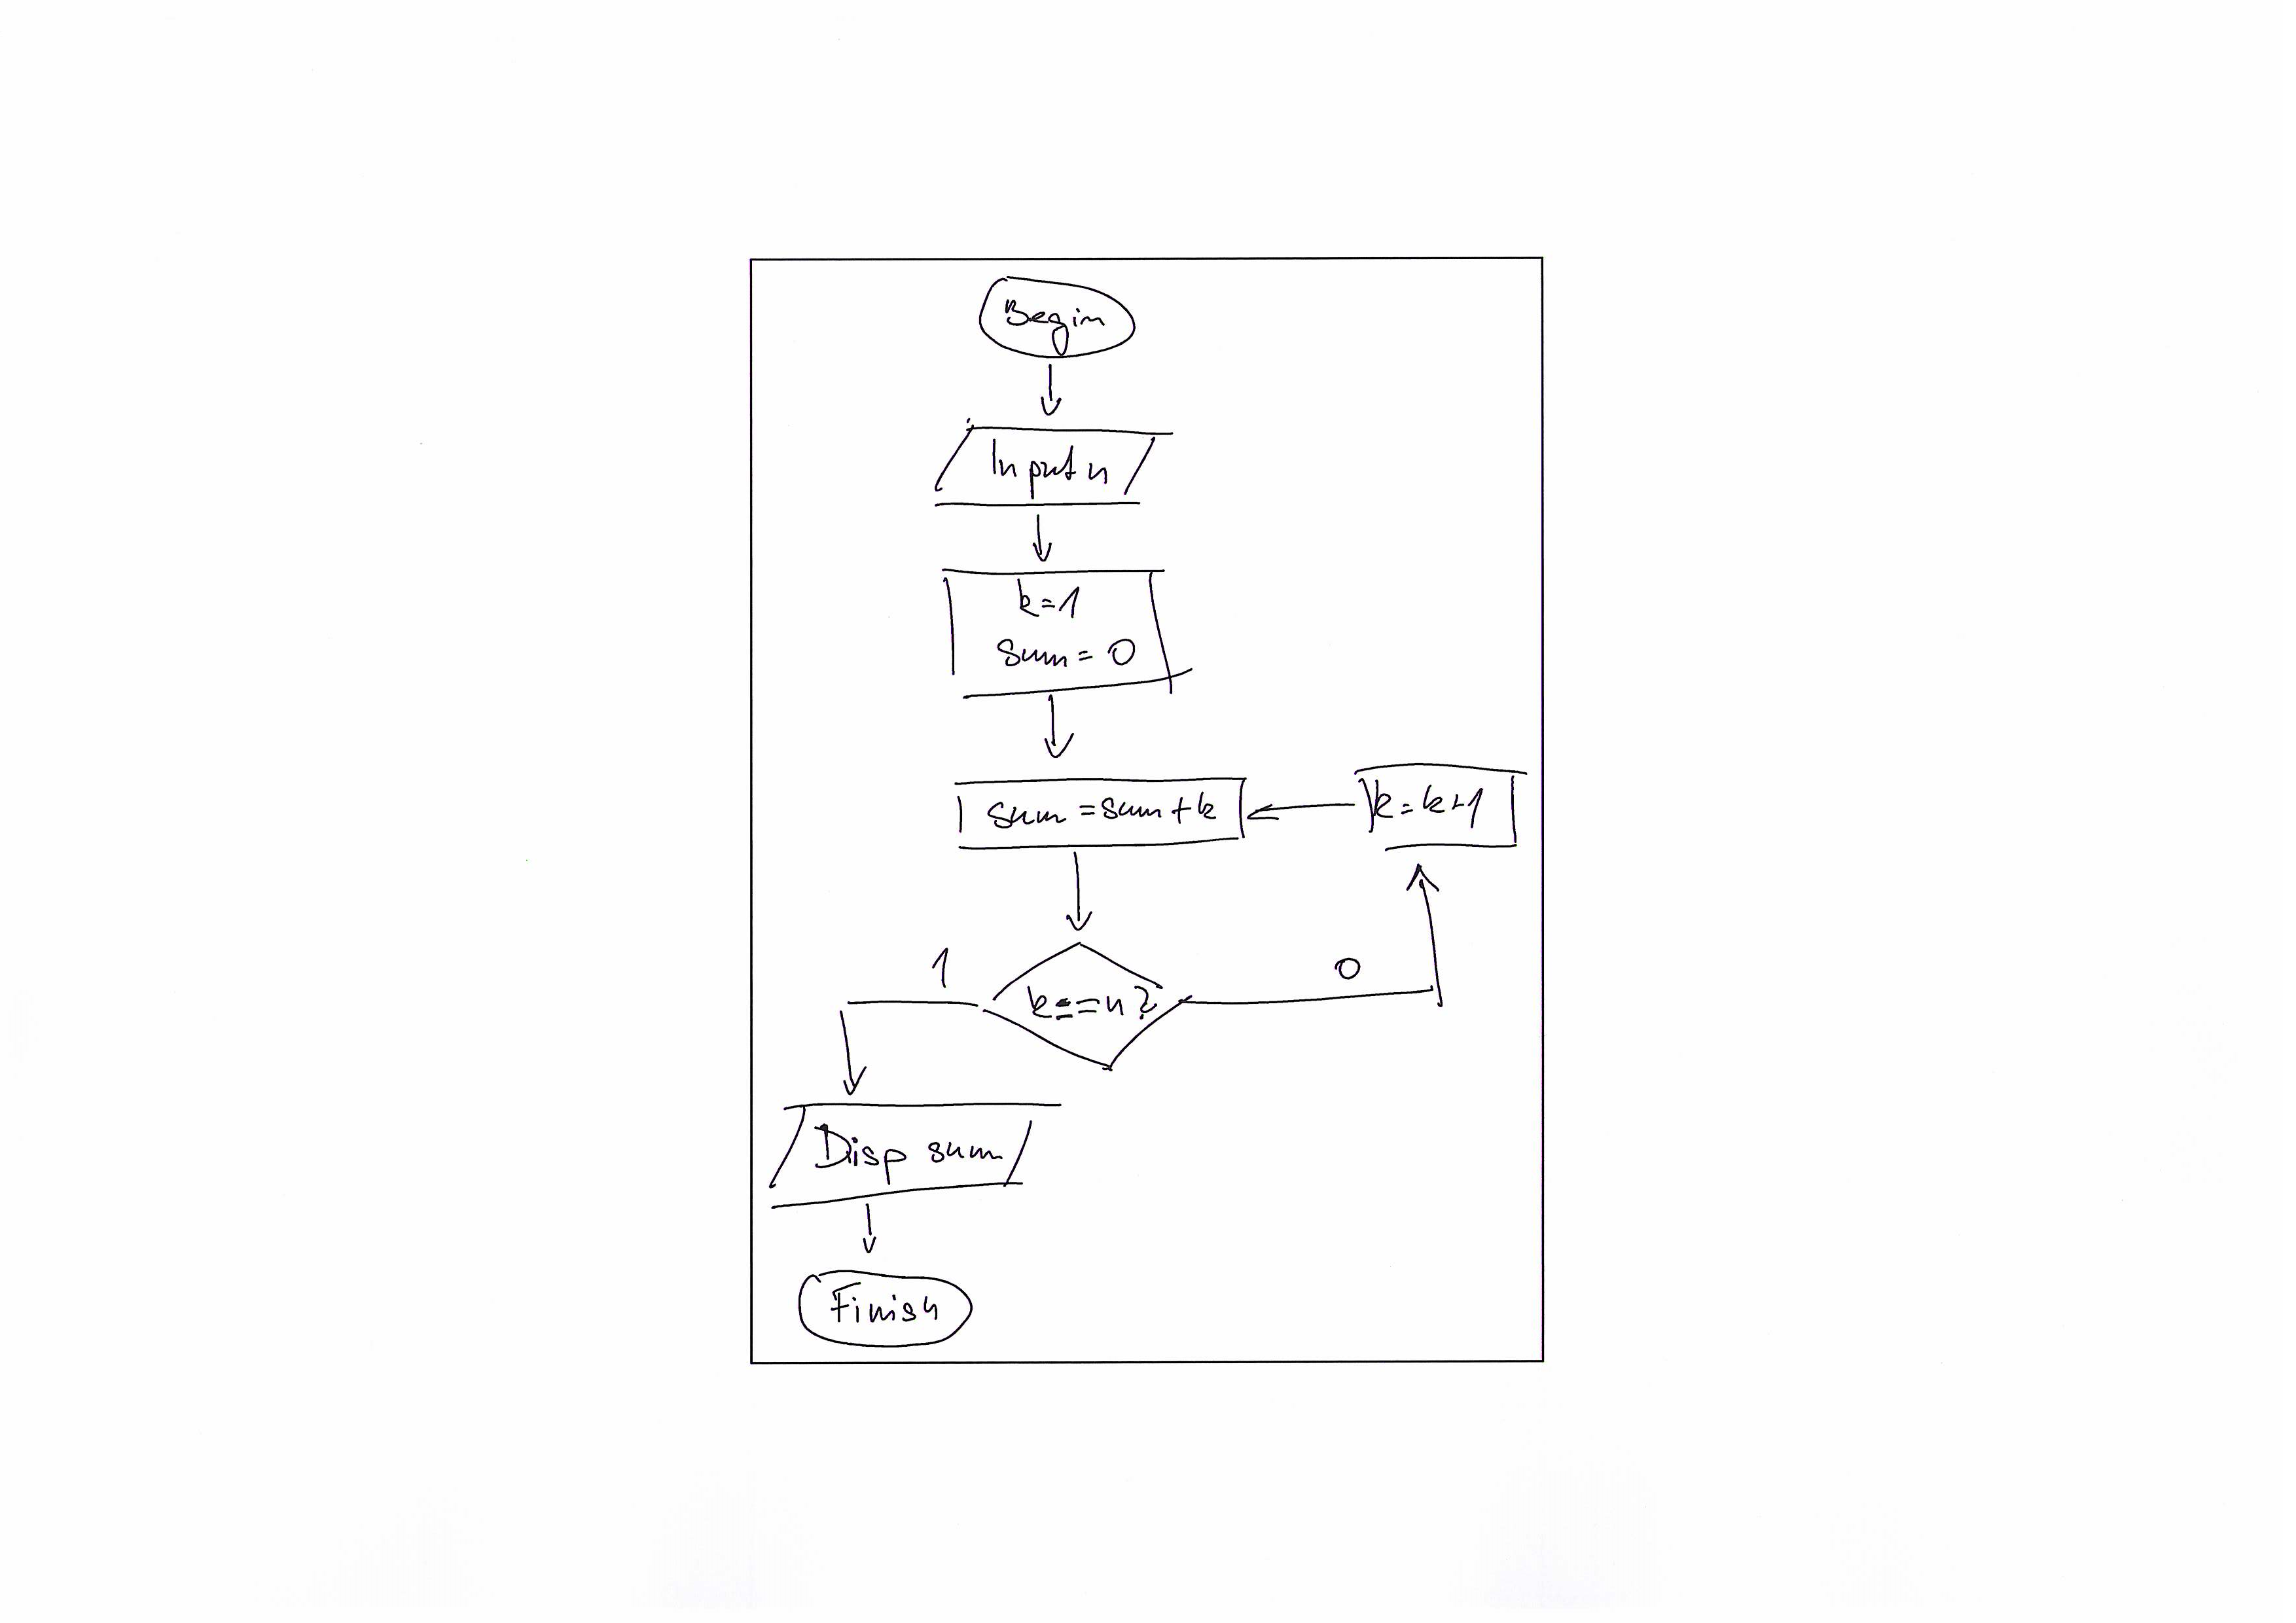 Begin
Input n
k=1
sum=0
sum=sum+k
k=k+1
1
0
k==n?
Disp sum
Finish